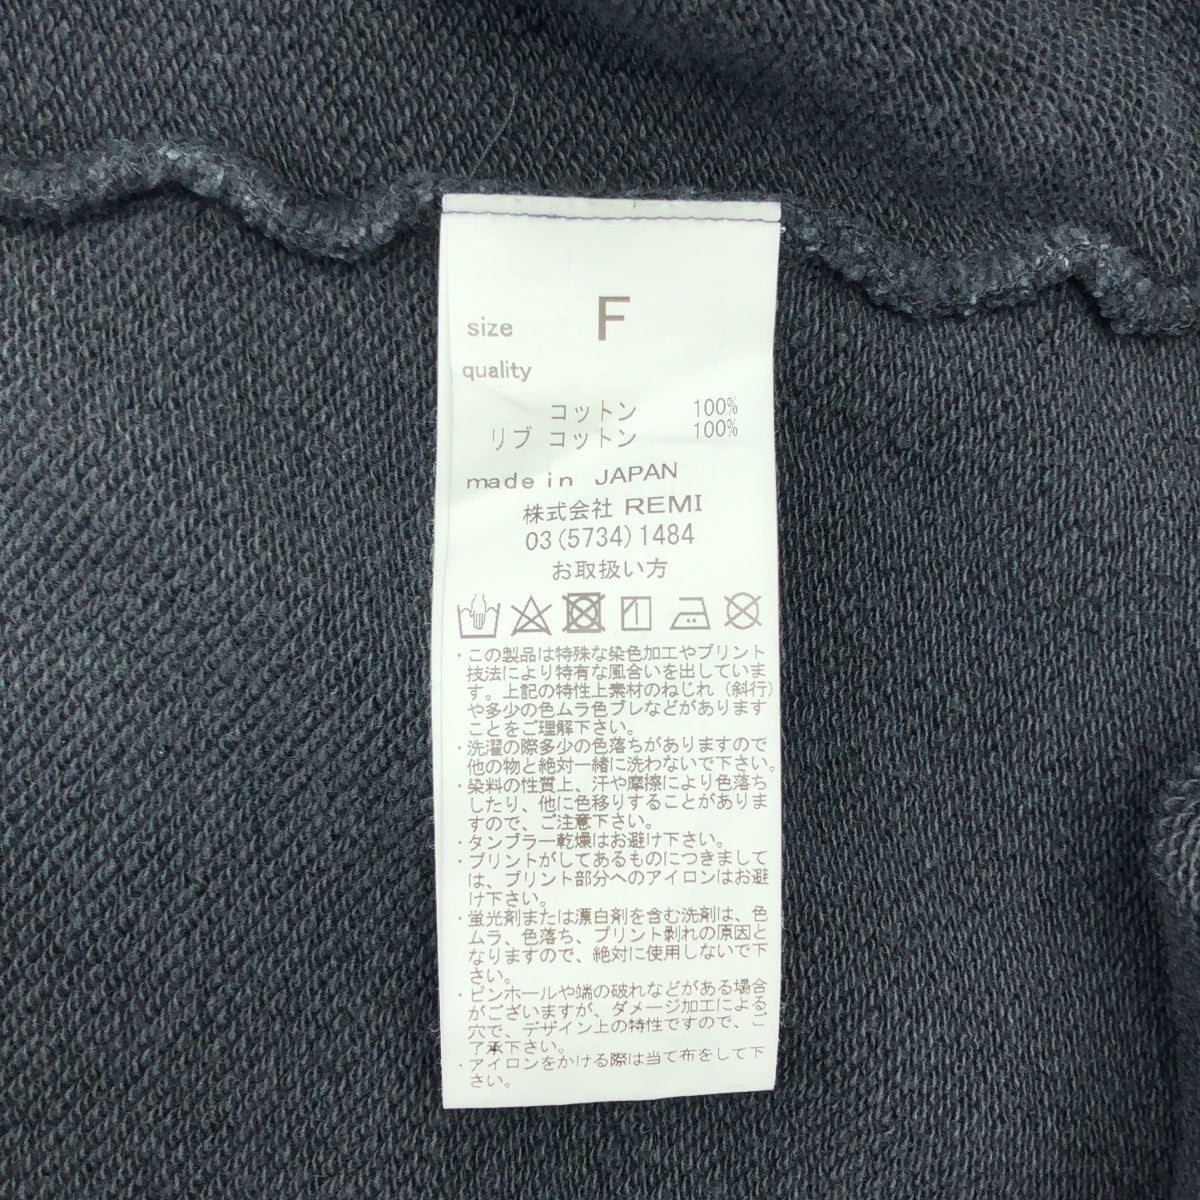 size F
quality
コットン 100%
リブ コットン 100%
made in JAPAN
株式会社 REMI
03(5734)1484
お取扱い方
・この製品は特殊な染色加工やプリント
技法により特有な風合いを出していま
す。上記の特性上素材のねじれ（斜行）
や多少の色ムラ色ブレなどがあります
ことをご理解下さい。
・洗濯の際多少の色落ちがありますので
他の物と絶対一緒に洗わないで下さい。
・染料の性質上、汗や摩擦により色落ち
したり、他に色移りすることがありま
すので、ご注意下さい。
・タンブラー乾燥はお避け下さい。
・プリントがしてあるものにつきまして
は、プリント部分へのアイロンはお避
け下さい。
・蛍光剤または漂白剤を含む洗剤は、色
ムラ、色落ち、プリント剥れの原因と
なりますので、絶対に使用しないで下
さい。
・ピンホールや端の破れなどがある場合
がございますが、ダメージ加工による
穴で、デザイン上の特性ですので、ご
了承下さい。
・アイロンをかける際は当て布をして下
さい。